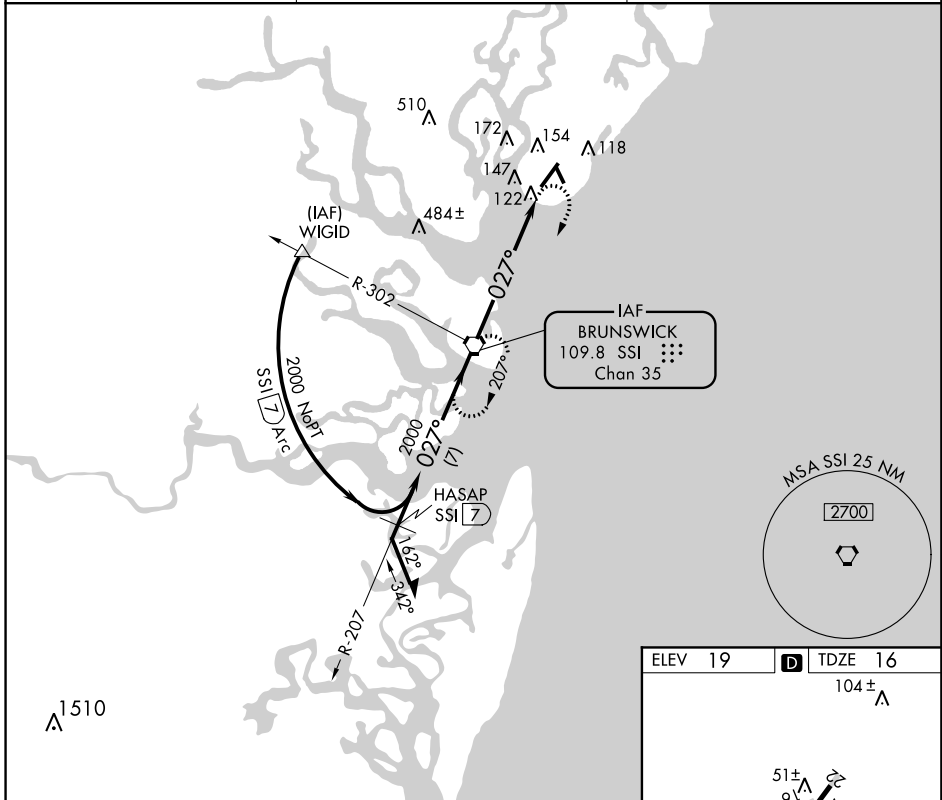 510
172
154
118
147
122
484±
(IAF)
WIGID
R-302
027°
IAF
BRUNSWICK
109.8 SSI
Chan 35
207°
2000 NoPT
SSI 7 Arc
2000
027°
(7)
HASAP
SSI 7
162°
342°
R-207
MSA SSI 25 NM
2700
1510
ELEV 19
D
TDZE 16
104±
51±
22